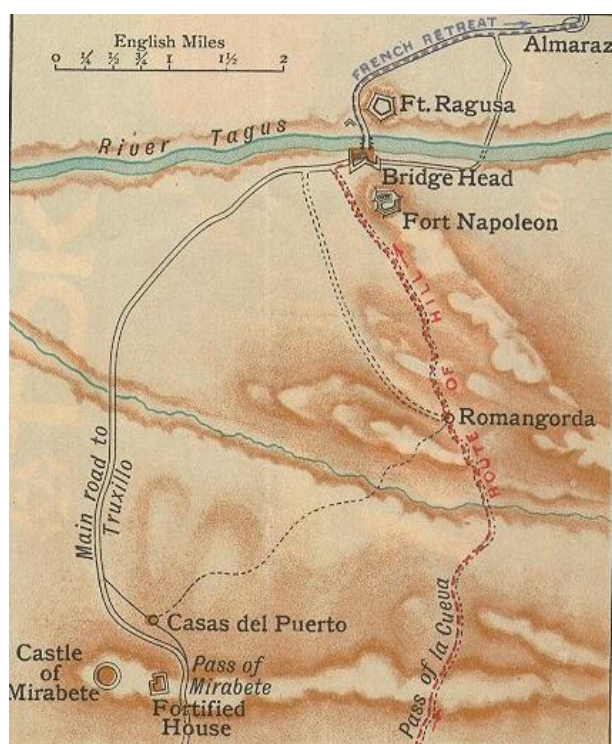 English Miles
0 ¼ ½ ¾ 1 1½ 2
FRENCH RETREAT
Almaraz
Ft. Ragusa
River Tagus
Bridge Head
Fort Napoleon
ROUTE OF HILL
Romangorda
Main road to
Truxillo
Casas del Puerto
Pass of la Cueva
Castle
of
Mirabete
Pass of
Mirabete
Fortified
House